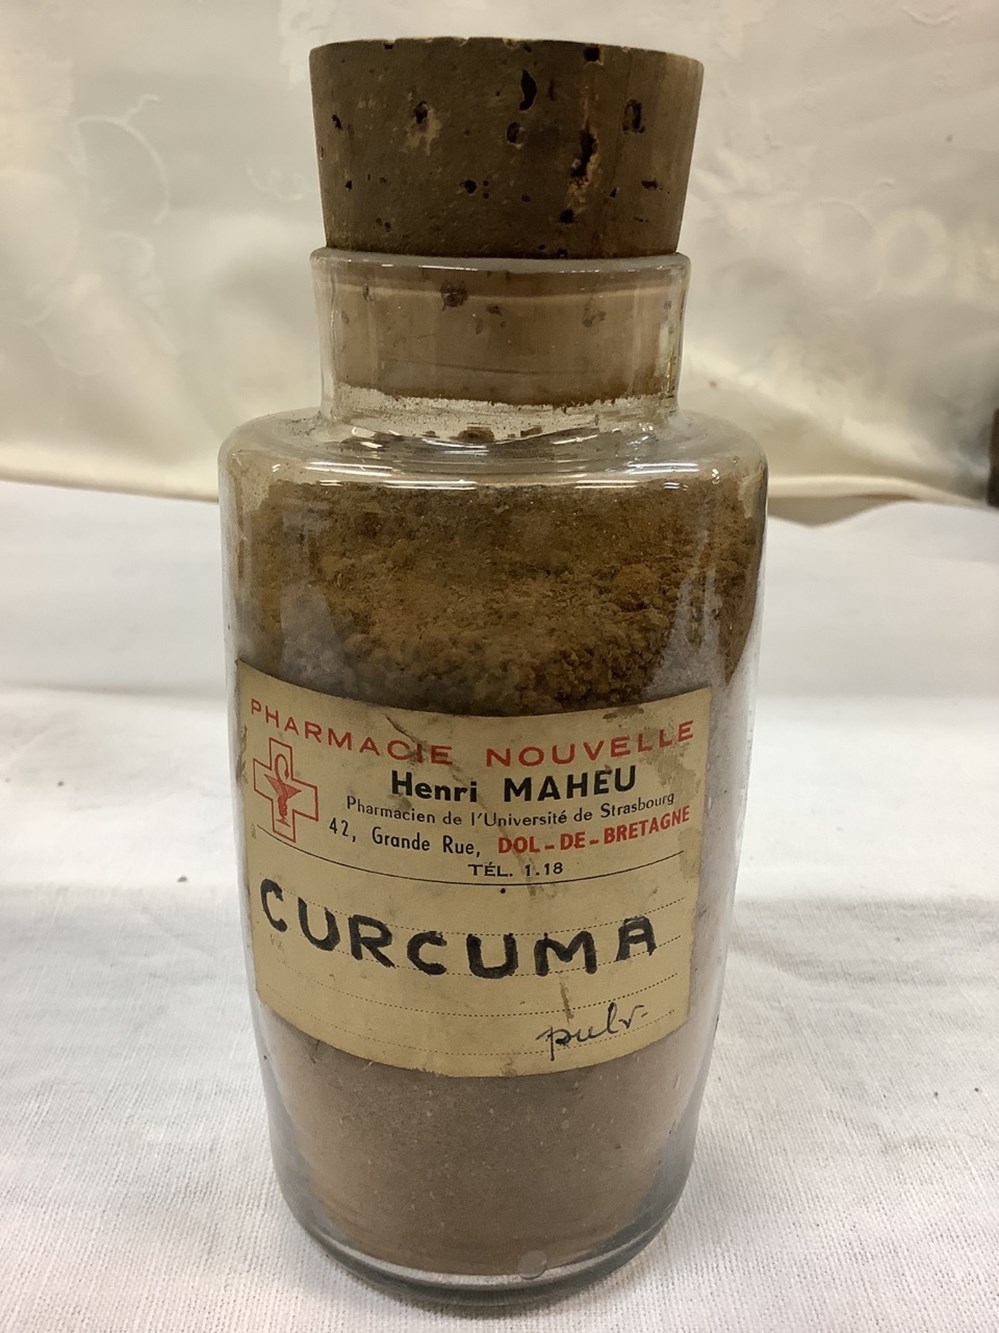 PHARMACIE NOUVELLE
Henri MAHEU
Pharmacien de l'Université de Strasbourg
42, Grande Rue, DOL-DE-BRETAGNE
TÉL. 1.18
CURCUMA
pulv.